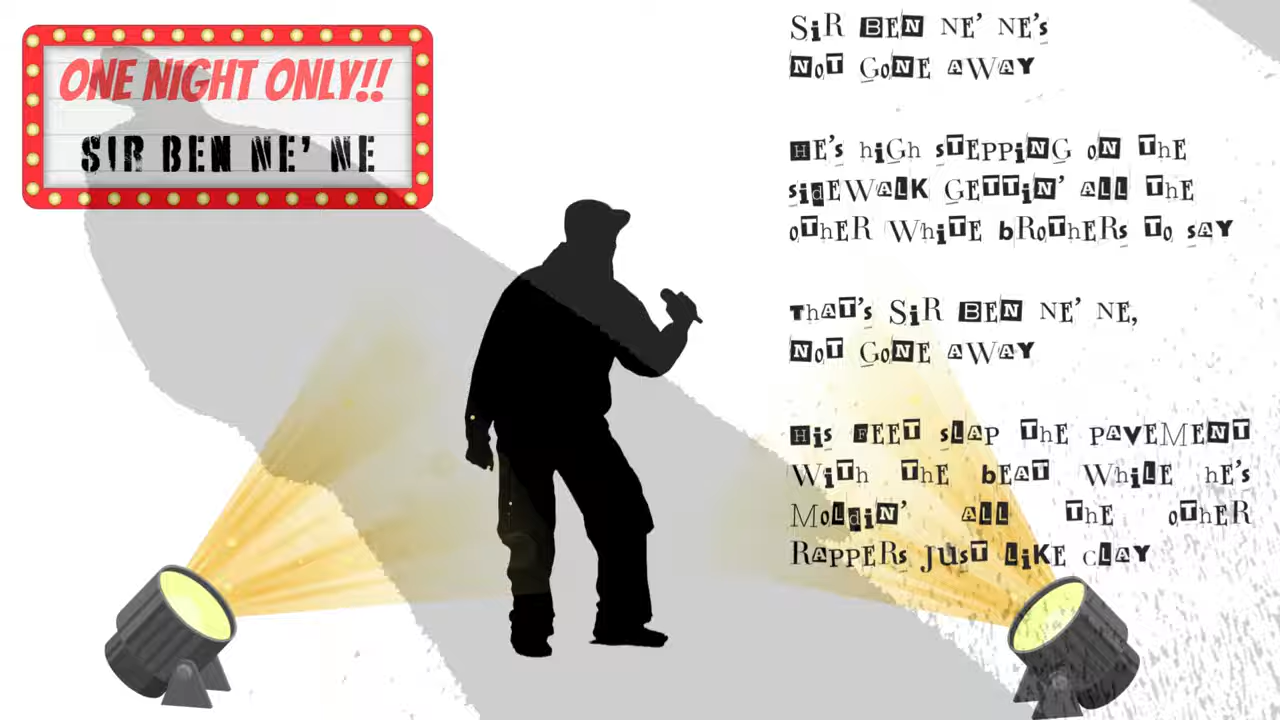 ONE NIGHT ONLY!!
SIR BEN NE' NE
SiR BEN NE' NE's
NOT GONE AWAY
HE'S hiGh STEPPiNG ON ThE
sidEWALK GETTiN' ALL ThE
OThER WhiTE bROThERs TO sAY
ThAT'S SiR BEN NE' NE,
NOT GONE AWAY
His FEET sLAP ThE PAVEMENT
WiTh ThE bEAT WhiLE hE's
MOLdiN' ALL ThE OThER
RAPPERs JUsT LiKE cLAY